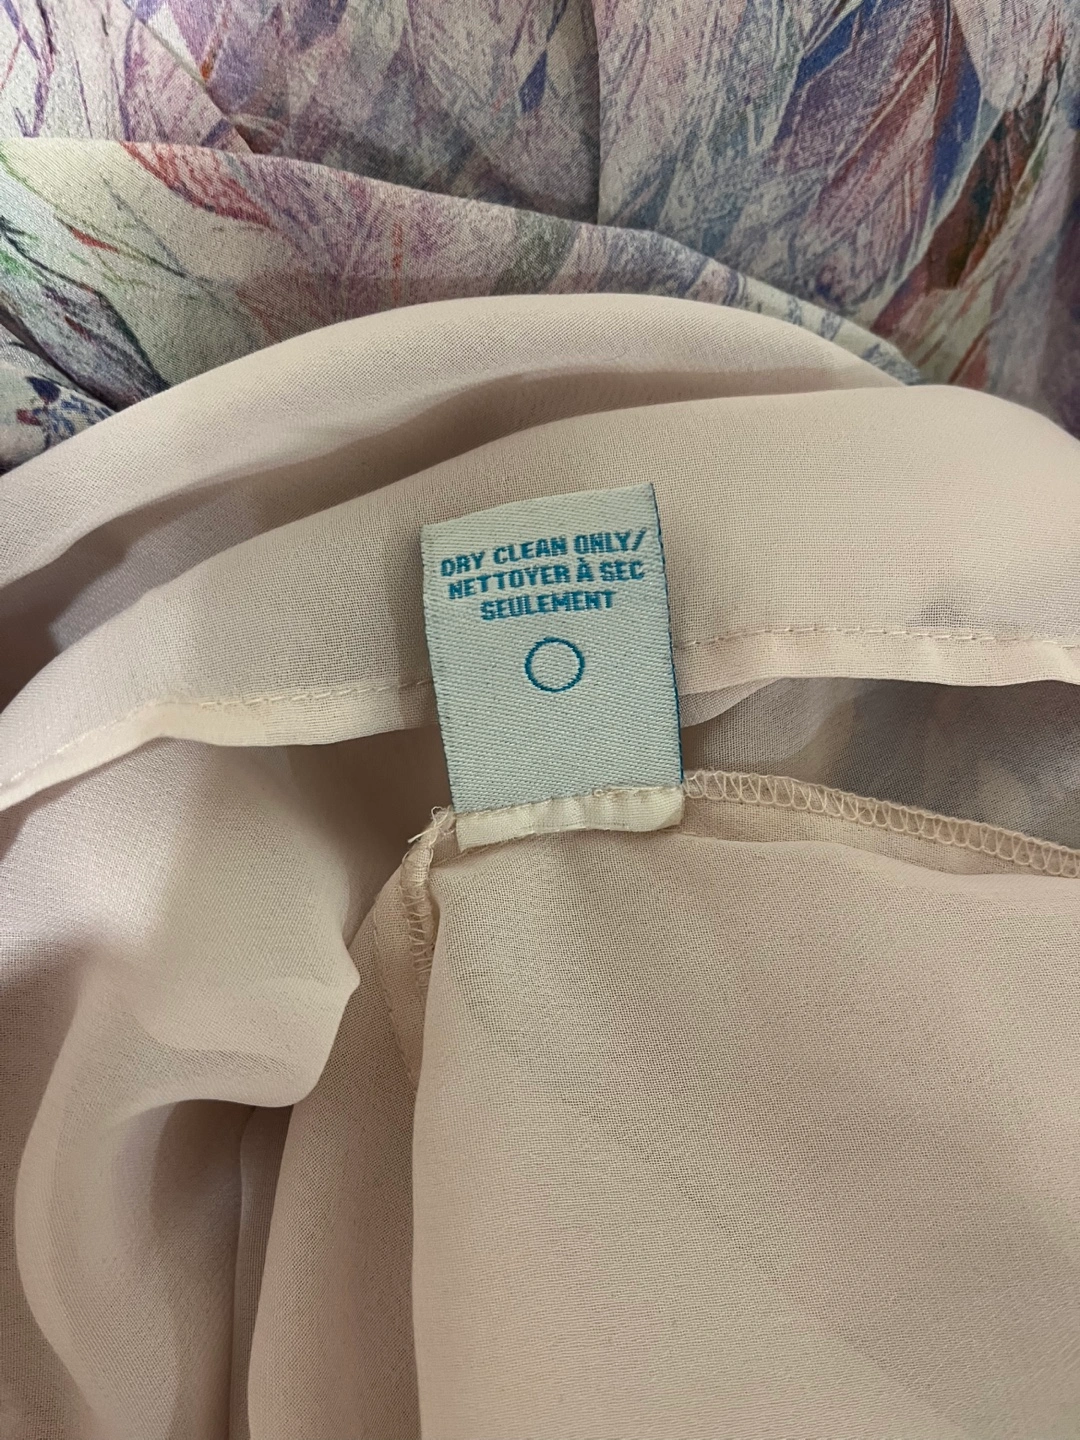 DRY CLEAN ONLY/
NETTOYER À SEC
SEULEMENT